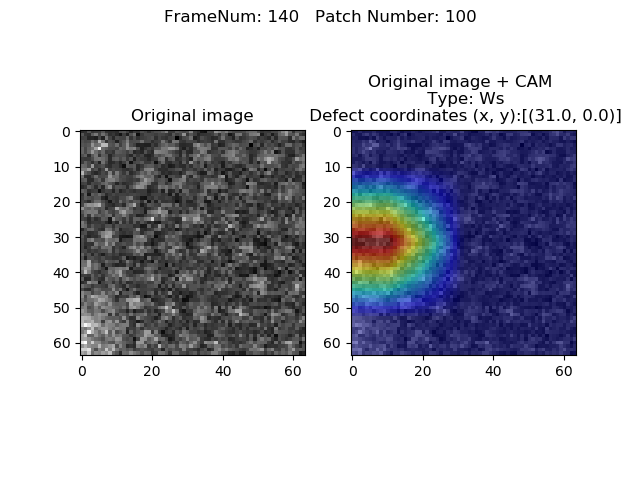 FrameNum: 140   Patch Number: 100
Original image
Original image + CAM
Type: Ws
Defect coordinates (x, y):[(31.0, 0.0)]
0
10
20
30
40
50
60
0 20 40 60
0
10
20
30
40
50
60
0 20 40 60